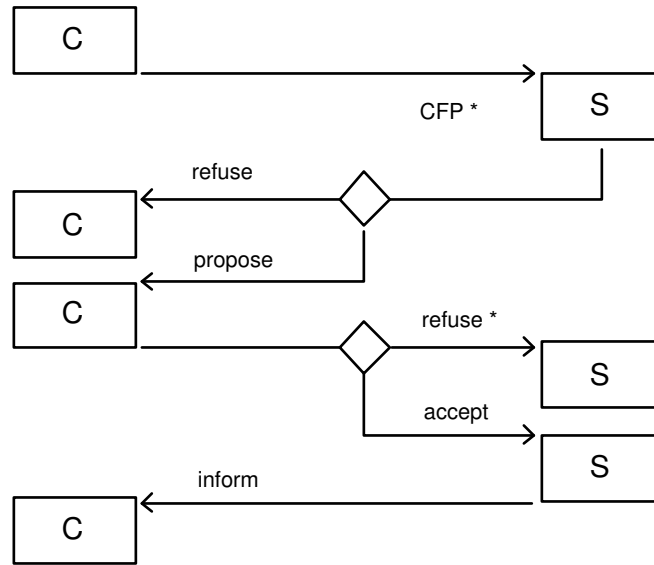 C
CFP *
S
refuse
C
propose
C
refuse *
S
accept
S
inform
C